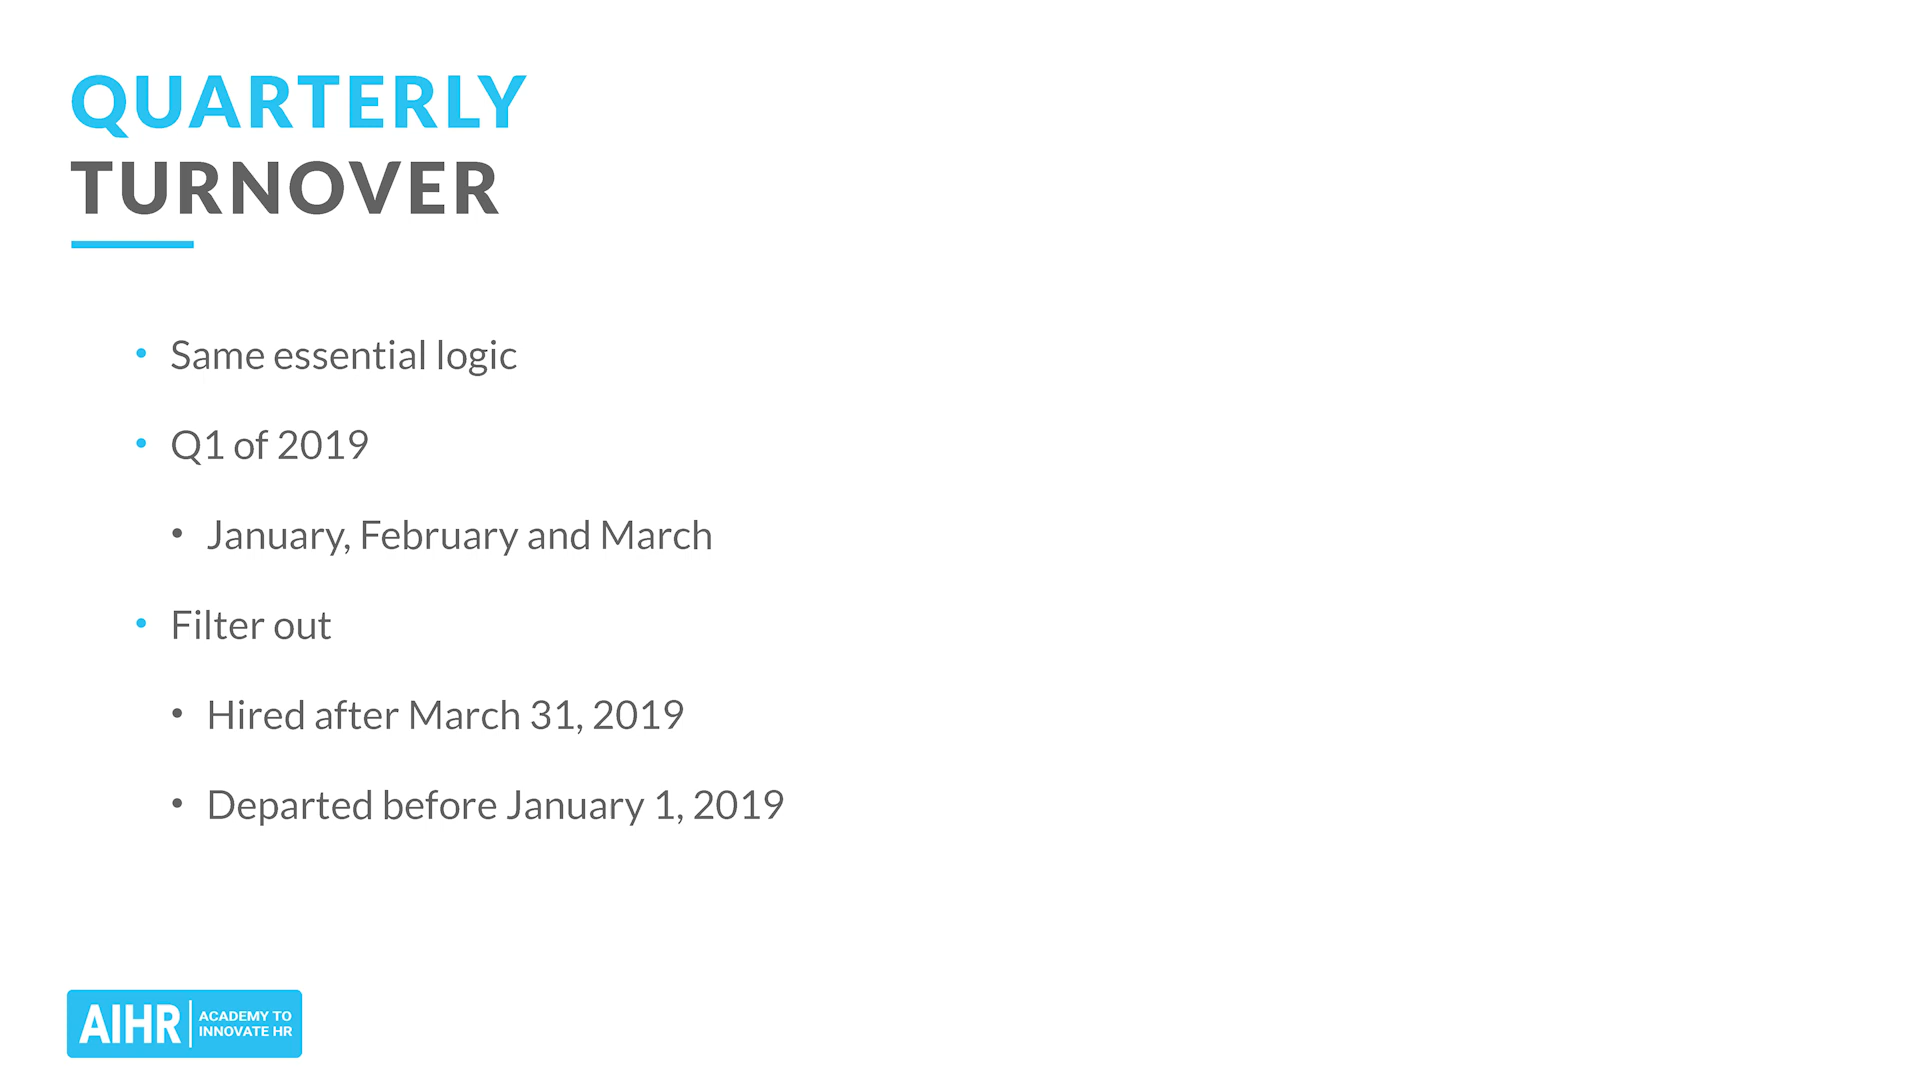 QUARTERLY
TURNOVER
• Same essential logic
• Q1 of 2019
• January, February and March
• Filter out
• Hired after March 31, 2019
• Departed before January 1, 2019
AIHR
ACADEMY TO
INNOVATE HR